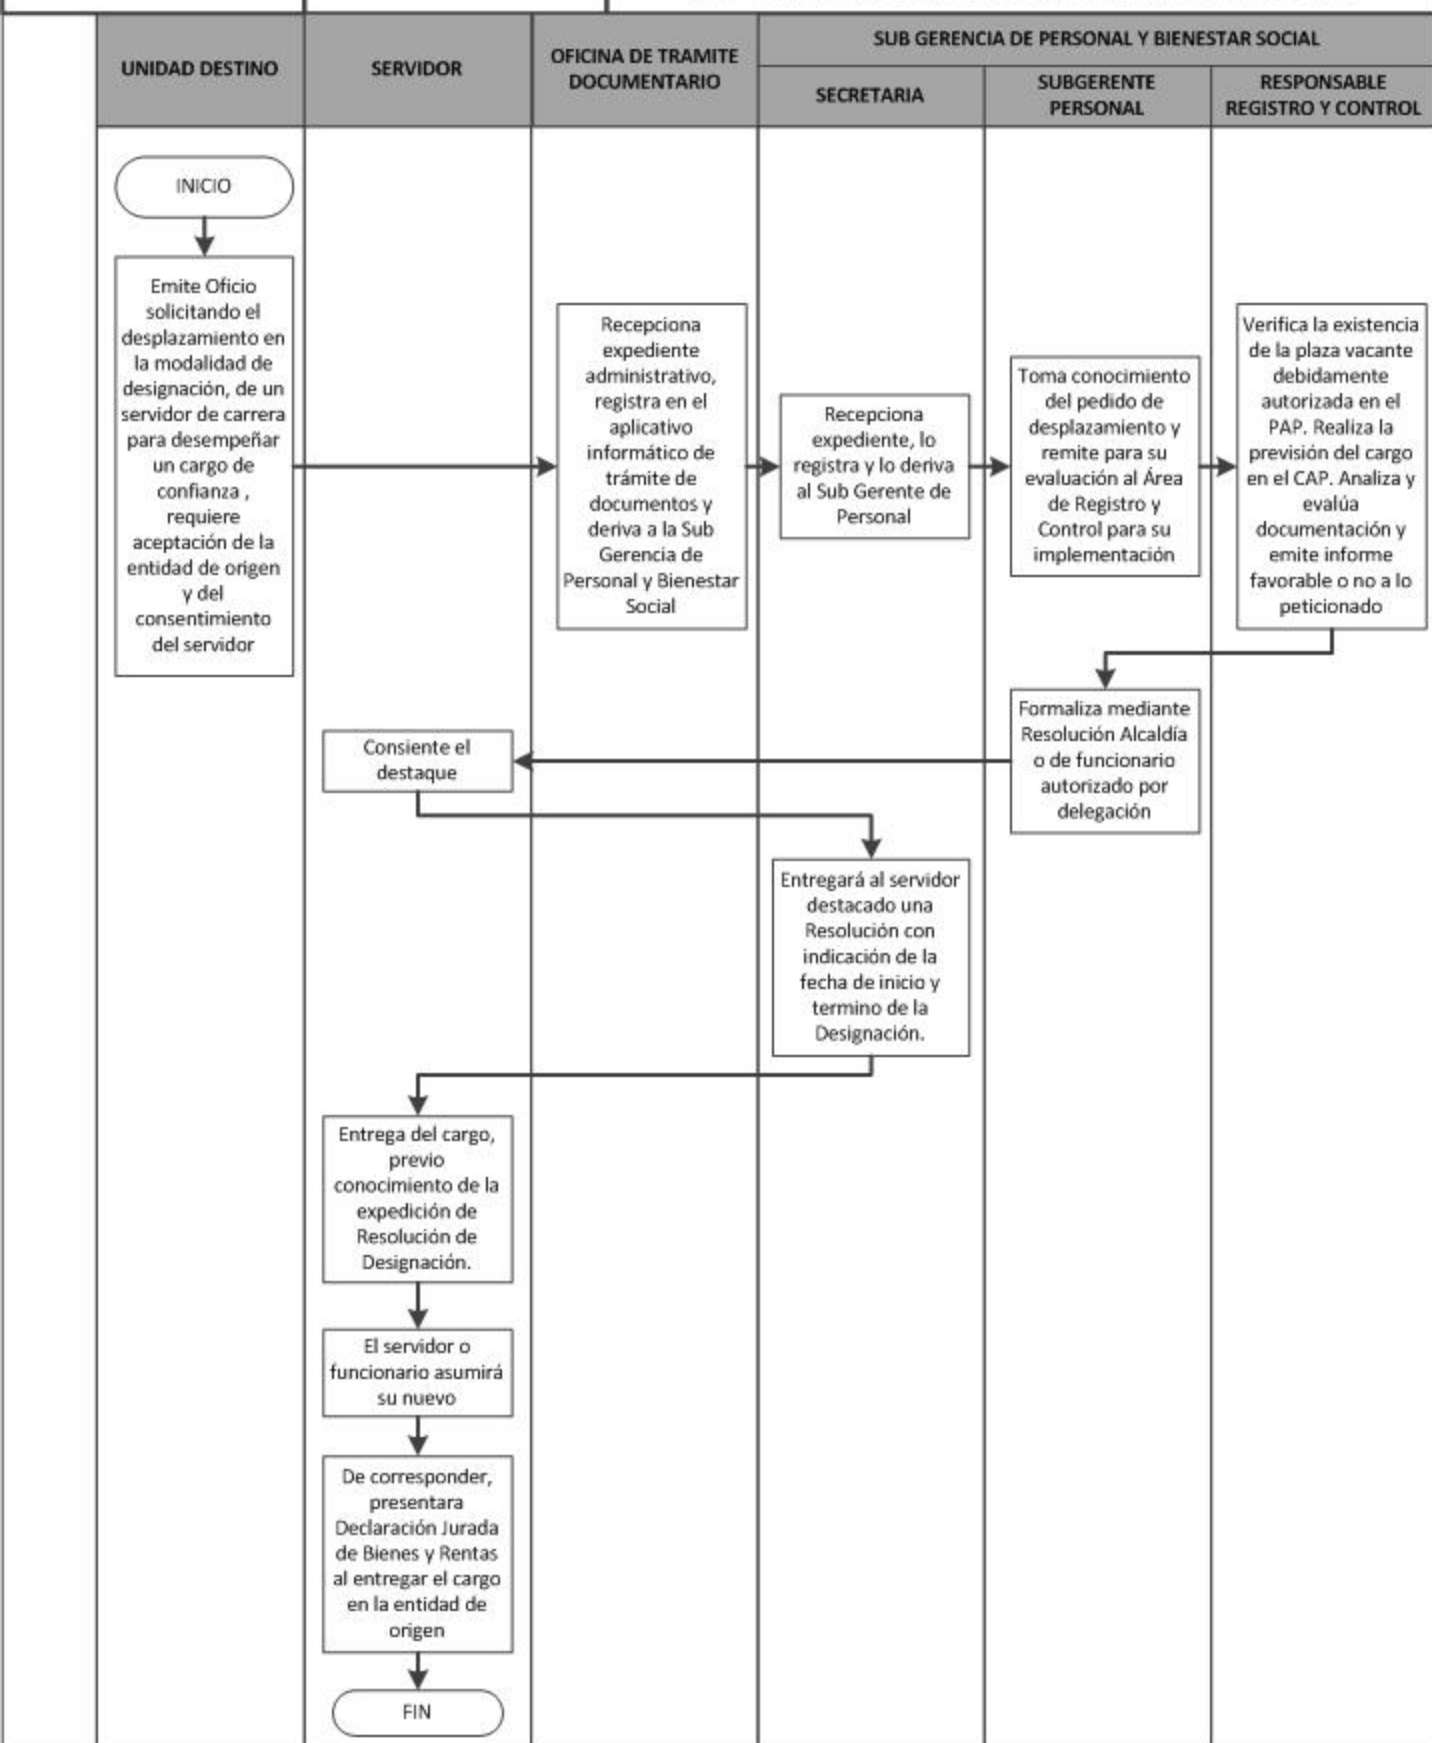 SUB GERENCIA DE PERSONAL Y BIENESTAR SOCIAL
UNIDAD DESTINO
SERVIDOR
OFICINA DE TRAMITE
DOCUMENTARIO
SECRETARIA
SUBGERENTE
PERSONAL
RESPONSABLE
REGISTRO Y CONTROL
INICIO
Emite Oficio
solicitando el
desplazamiento en
la modalidad de
designación, de un
servidor de carrera
para desempeñar
un cargo de
confianza ,
requiere
aceptación de la
entidad de origen
y del
consentimiento
del servidor
Recepciona
expediente
administrativo,
registra en el
aplicativo
informático de
trámite de
documentos y
deriva a la Sub
Gerencia de
Personal y Bienestar
Social
Recepciona
expediente, lo
registra y lo deriva
al Sub Gerente de
Personal
Toma conocimiento
del pedido de
desplazamiento y
remite para su
evaluación al Área
de Registro y
Control para su
implementación
Verifica la existencia
de la plaza vacante
debidamente
autorizada en el
PAP. Realiza la
previsión del cargo
en el CAP. Analiza y
evalúa
documentación y
emite informe
favorable o no a lo
peticionado
Formaliza mediante
Resolución Alcaldía
o de funcionario
autorizado por
delegación
Consiente el
destaque
Entregará al servidor
destacado una
Resolución con
indicación de la
fecha de inicio y
termino de la
Designación.
Entrega del cargo,
previo
conocimiento de la
expedición de
Resolución de
Designación.
El servidor o
funcionario asumirá
su nuevo
De corresponder,
presentara
Declaración Jurada
de Bienes y Rentas
al entregar el cargo
en la entidad de
origen
FIN